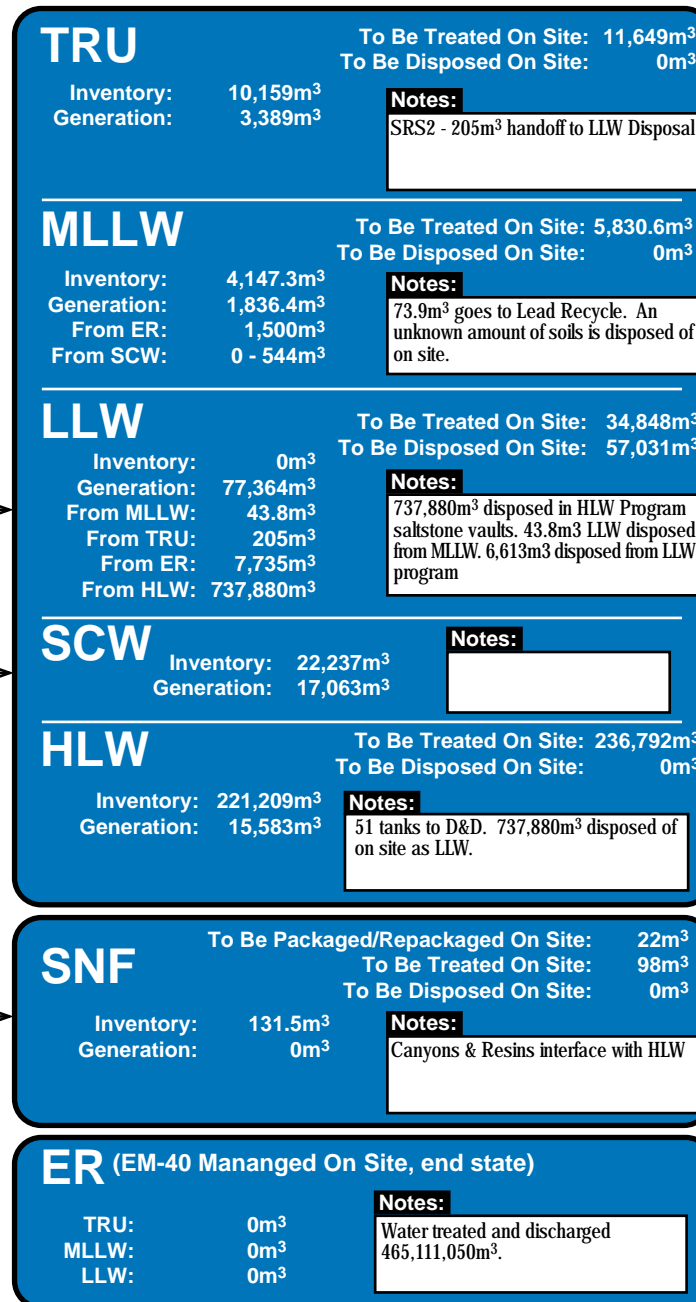 TRU
To Be Treated On Site: 11,649m³
To Be Disposed On Site: 0m³
Inventory: 10,159m³
Generation: 3,389m³
Notes:
SRS2 - 205m³ handoff to LLW Disposal
MLLW
To Be Treated On Site: 5,830.6m³
To Be Disposed On Site: 0m³
Inventory: 4,147.3m³
Generation: 1,836.4m³
From ER: 1,500m³
From SCW: 0 - 544m³
Notes:
73.9m³ goes to Lead Recycle. An
unknown amount of soils is disposed of
on site.
LLW
To Be Treated On Site: 34,848m³
To Be Disposed On Site: 57,031m³
Inventory: 0m³
Generation: 77,364m³
From MLLW: 43.8m³
From TRU: 205m³
From ER: 7,735m³
From HLW: 737,880m³
Notes:
737,880m³ disposed in HLW Program
saltstone vaults. 43.8m3 LLW disposed
from MLLW. 6,613m3 disposed from LLW
program
SCW
Inventory: 22,237m³
Generation: 17,063m³
Notes:
HLW
To Be Treated On Site: 236,792m³
To Be Disposed On Site: 0m³
Inventory: 221,209m³
Generation: 15,583m³
Notes:
51 tanks to D&D. 737,880m³ disposed of
on site as LLW.
SNF
To Be Packaged/Repackaged On Site: 22m³
To Be Treated On Site: 98m³
To Be Disposed On Site: 0m³
Inventory: 131.5m³
Generation: 0m³
Notes:
Canyons & Resins interface with HLW
ER (EM-40 Mananged On Site, end state)
TRU: 0m³
MLLW: 0m³
LLW: 0m³
Notes:
Water treated and discharged
465,111,050m³.